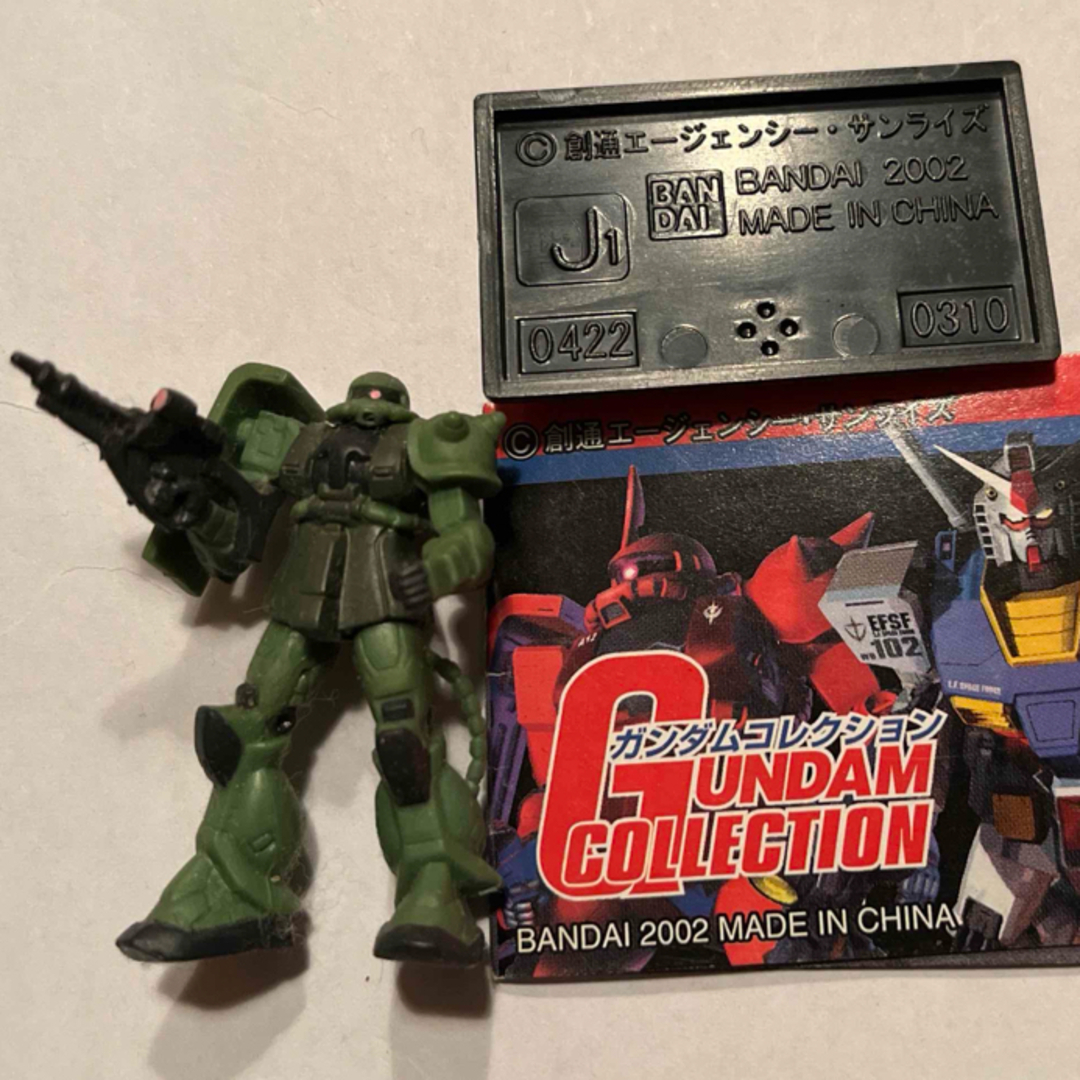 © 創通エージェンシー・サンライズ
BAN
DAI
BANDAI 2002
MADE IN CHINA
J1
0422
0310
© 創通エージェンシー・サンライズ
EFSF
102
E.F. SPACE FORCE
ガンダムコレクション
GUNDAM
COLLECTION
BANDAI 2002 MADE IN CHINA